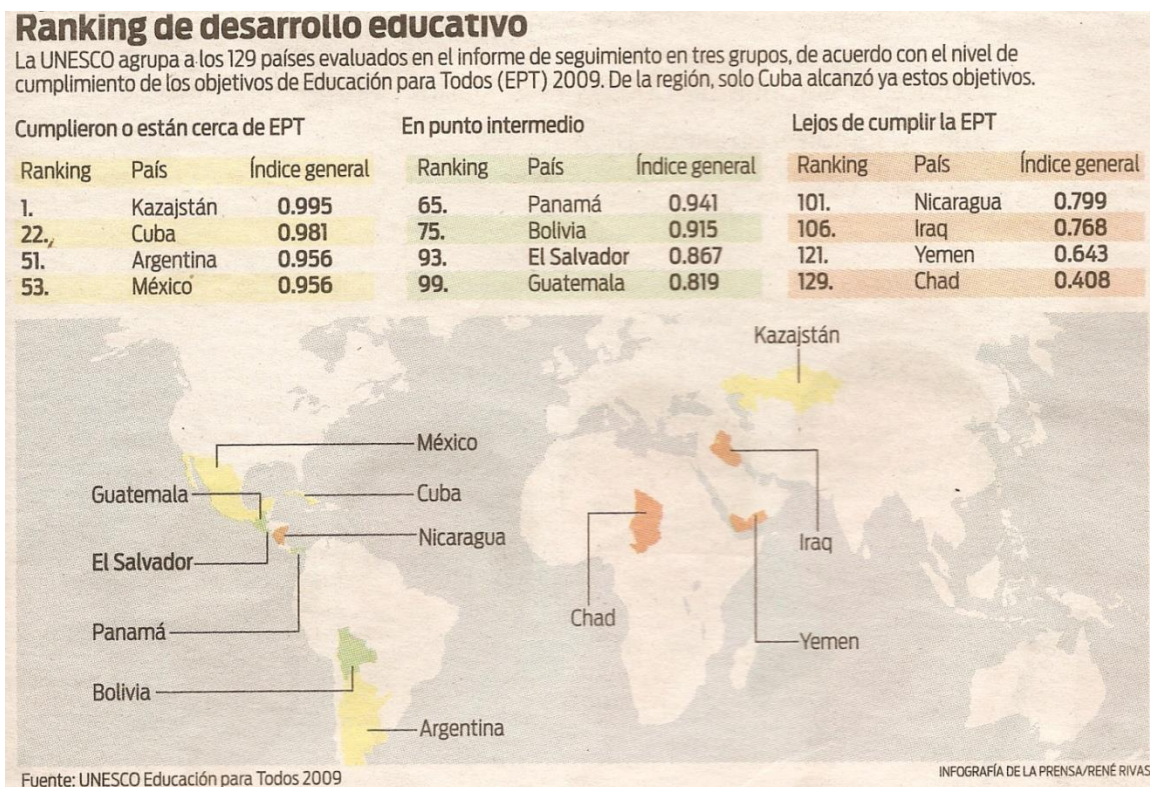 Ranking de desarrollo educativo
La UNESCO agrupa a los 129 países evaluados en el informe de seguimiento en tres grupos, de acuerdo con el nivel de
cumplimiento de los objetivos de Educación para Todos (EPT) 2009. De la región, solo Cuba alcanzó ya estos objetivos.
Cumplieron o están cerca de EPT
Ranking País Índice general
1. Kazajstán 0.995
22. Cuba 0.981
51. Argentina 0.956
53. México 0.956
En punto intermedio
Ranking País Índice general
65. Panamá 0.941
75. Bolivia 0.915
93. El Salvador 0.867
99. Guatemala 0.819
Lejos de cumplir la EPT
Ranking País Índice general
101. Nicaragua 0.799
106. Iraq 0.768
121. Yemen 0.643
129. Chad 0.408
Kazajstán
México
Guatemala
Cuba
Nicaragua
Iraq
El Salvador
Chad
Panamá
Yemen
Bolivia
Argentina
Fuente: UNESCO Educación para Todos 2009
INFOGRAFÍA DE LA PRENSA/RENÉ RIVAS